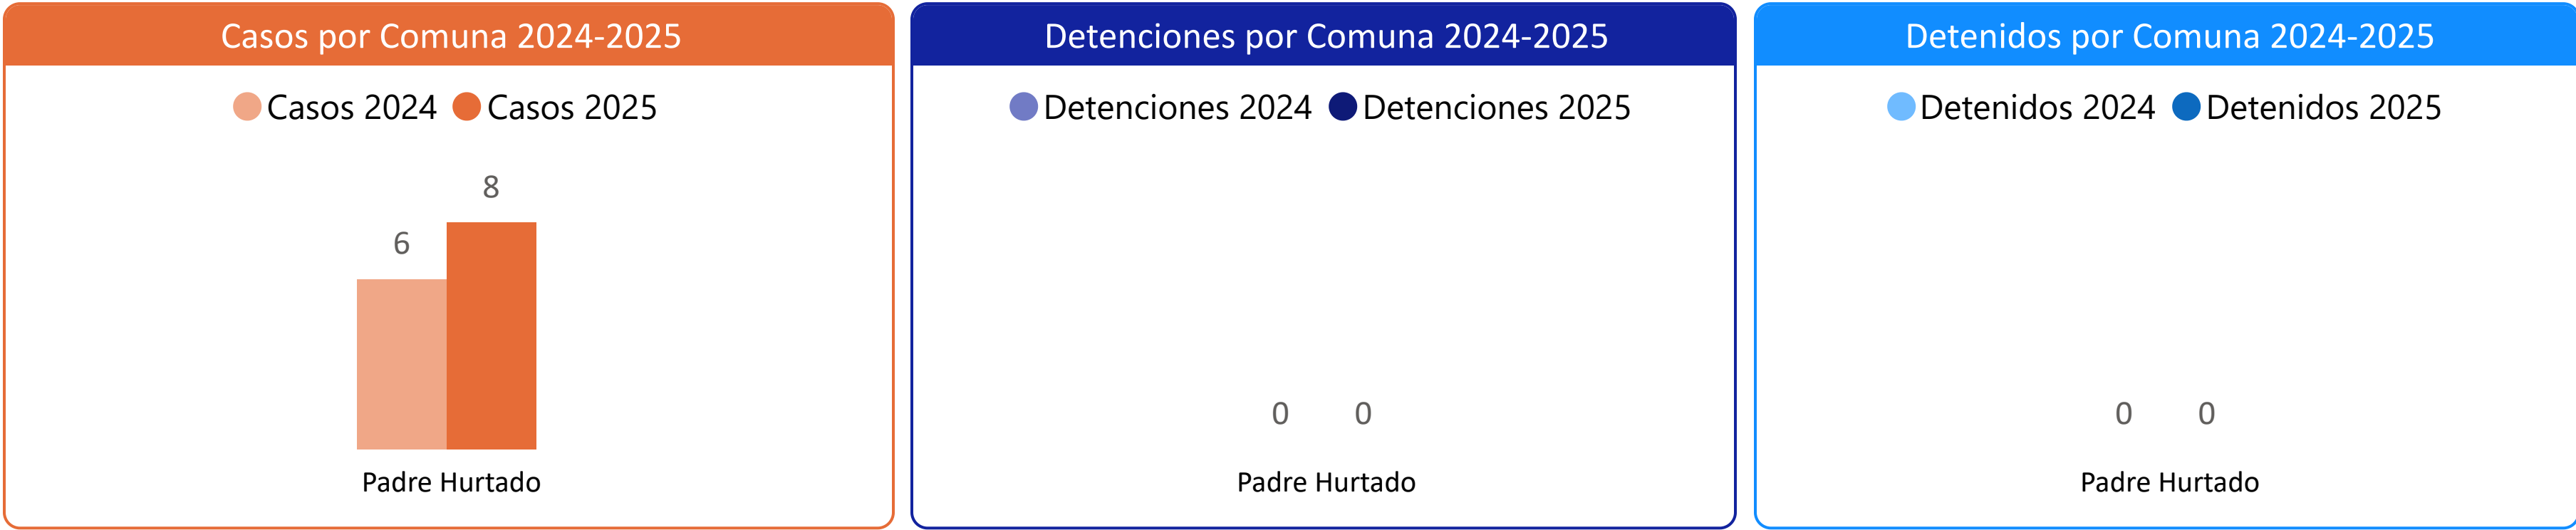 Casos por Comuna 2024-2025
Casos 2024 Casos 2025
6
8
Padre Hurtado
Detenciones por Comuna 2024-2025
Detenciones 2024 Detenciones 2025
0 0
Padre Hurtado
Detenidos por Comuna 2024-2025
Detenidos 2024 Detenidos 2025
0 0
Padre Hurtado